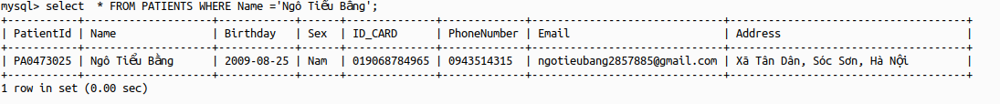 mysql> select  * FROM PATIENTS WHERE Name ='Ngô Tiểu Bằng';
+-----------+--------------------+------------+------+--------------+-------------+-----------------------------+-----------------------------------+
| PatientId | Name               | Birthday   | Sex  | ID_CARD      | PhoneNumber | Email                       | Address                           |
+-----------+--------------------+------------+------+--------------+-------------+-----------------------------+-----------------------------------+
| PA0473025 | Ngô Tiểu Bằng      | 2009-08-25 | Nam  | 019068784965 | 0943514315  | ngotieubang2857885@gmail.com | Xã Tân Dân, Sóc Sơn, Hà Nội         |
+-----------+--------------------+------------+------+--------------+-------------+-----------------------------+-----------------------------------+
1 row in set (0.00 sec)